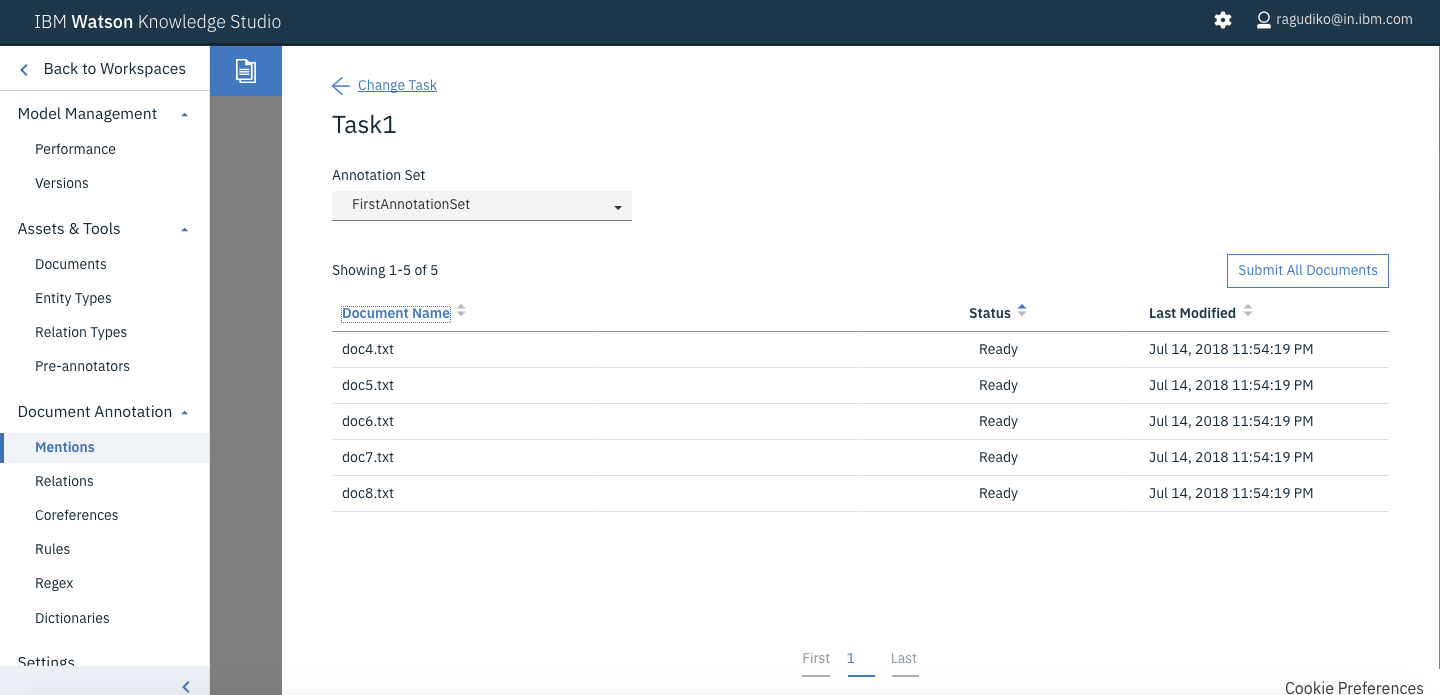 IBM Watson Knowledge Studio
ragudiko@in.ibm.com
Back to Workspaces
Model Management
Performance
Versions
Assets & Tools
Documents
Entity Types
Relation Types
Pre-annotators
Document Annotation
Mentions
Relations
Coreferences
Rules
Regex
Dictionaries
Settings
Change Task
Task1
Annotation Set
FirstAnnotationSet
Showing 1-5 of 5
Submit All Documents
Document Name Status Last Modified
doc4.txt Ready Jul 14, 2018 11:54:19 PM
doc5.txt Ready Jul 14, 2018 11:54:19 PM
doc6.txt Ready Jul 14, 2018 11:54:19 PM
doc7.txt Ready Jul 14, 2018 11:54:19 PM
doc8.txt Ready Jul 14, 2018 11:54:19 PM
First 1 Last
Cookie Preferences